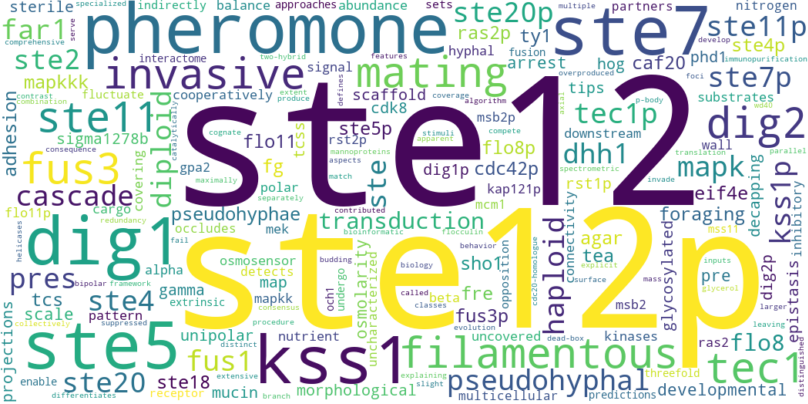 sterile indirectly balance abundance approaches specialized sets nitrogen
far1 pheromone ste20p partners ste7 ste11p
comprehensive serve ras2p hyphal ty1 fusion multiple develop ste4p
ste2 interactome two-hybrid features arrest hog caf20 phd1 immunopurification
mapkkk invasive signal mating overproduced foci tips ste7p
fluctuate cooperatively scaffold algorithm axial p-body wd40
ste11 contrast combination diploid catalytically cdk8 coverage defines tec1p substrates dig2
adhesion sigma1278b covering flo11 ste5p msb2p stimuli compete apparent downstream wall
fus3 cognate extent produce mannoproteins rst2p aspects flo8p dhh1 mapk translation parallel
consequence tcss fg gpa2 ste dig1p cdc42p match kap121p rst1p spectrometric invade eif4e
cascade cargo polar maximally separately contributed mcm1 connectivity decapping kss1p inhibitory
ste12
flo11p redundancy pseudohyphae transduction haploid foraging
helicases dig1 occludes mek bioinformatic flocculin agar glycosylated mss11 dig2p epistasis
fail osmosensor budding behavior biology tea explicit inputs
pres alpha detects map osmolarity sho1 opposition cdc20-homologue usurface mass glycerol pre
bipolar framework gamma mapkk och1 undergo called beta fre msb2 larger
tcs ste4 extrinsic consensus procedure uncharacterized classes evolution fus3p kinases ras2 leaving
ste12p
scale pattern suppressed collectively unipolar nutrient uncovered dead-box flo8
projections ste5 distinct fus1 kss1 filamentous threefold tec1 distinguished
enable ste20 ste18 extensive receptor mucin branch explaining slight pseudohyphal predictions developmental
differentiates morphological multicellular